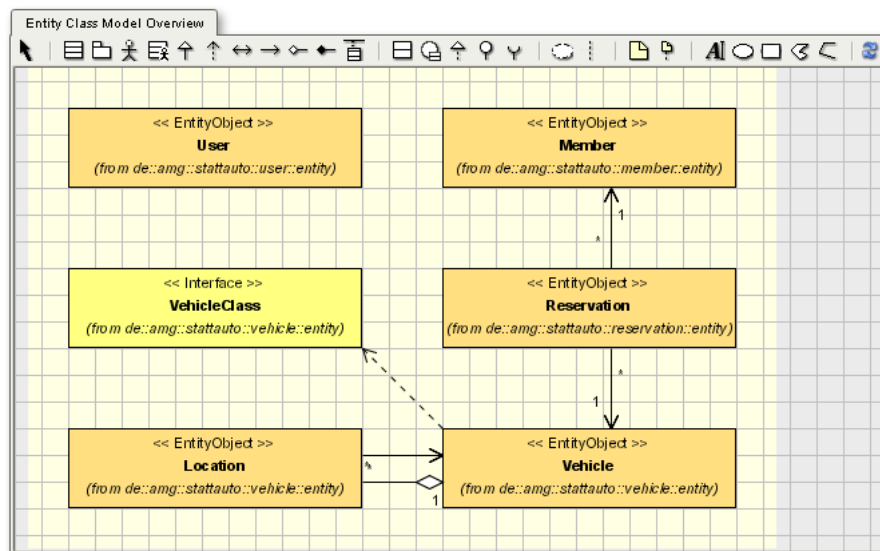 Entity Class Model Overview
<< EntityObject >>
User
(from de::amg::stattauto::user::entity)
<< EntityObject >>
Member
(from de::amg::stattauto::member::entity)
1
*
<< Interface >>
VehicleClass
(from de::amg::stattauto::vehicle::entity)
<< EntityObject >>
Reservation
(from de::amg::stattauto::reservation::entity)
*
1
<< EntityObject >>
Location
(from de::amg::stattauto::vehicle::entity)
*
1
<< EntityObject >>
Vehicle
(from de::amg::stattauto::vehicle::entity)